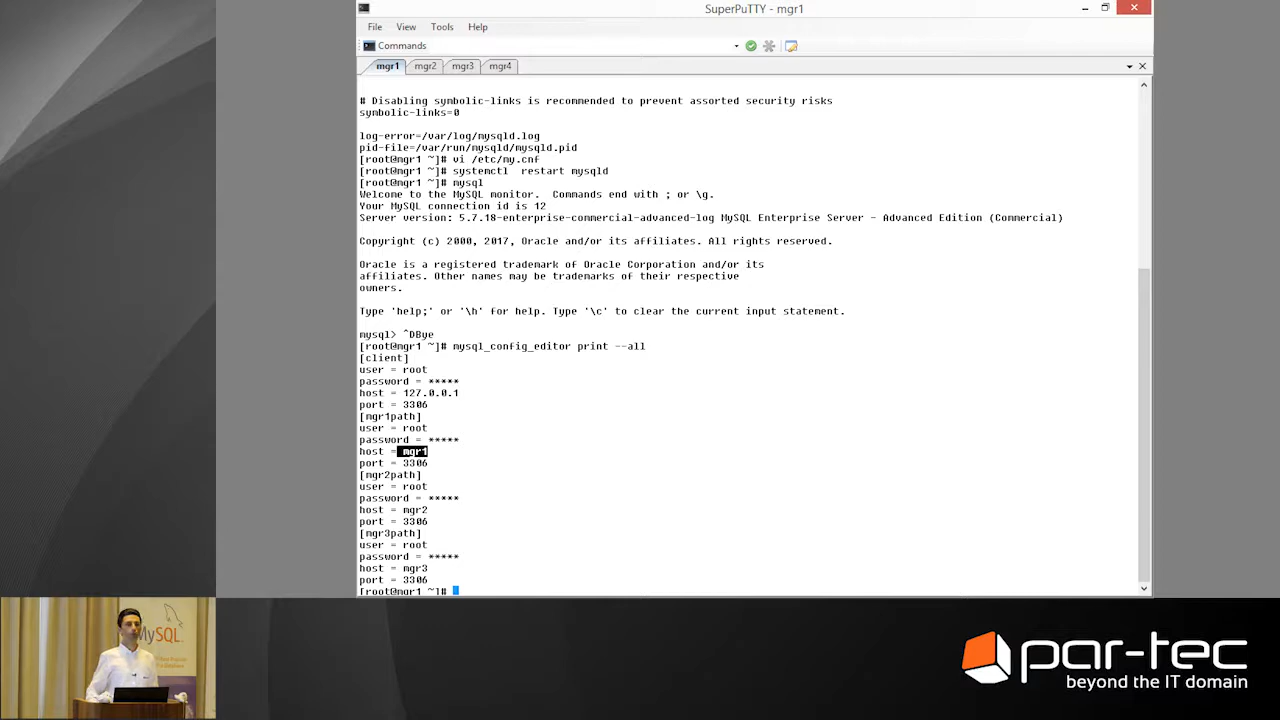 SuperPuTTY - mgr1
File View Tools Help
Commands
mgr1 mgr2 mgr3 mgr4
# Disabling symbolic-links is recommended to prevent assorted security risks
symbolic-links=0
log-error=/var/log/mysqld.log
pid-file=/var/run/mysqld/mysqld.pid
[root@mgr1 ~]# vi /etc/my.cnf
[root@mgr1 ~]# systemctl  restart mysqld
[root@mgr1 ~]# mysql
Welcome to the MySQL monitor.  Commands end with ; or \g.
Your MySQL connection id is 12
Server version: 5.7.18-enterprise-commercial-advanced-log MySQL Enterprise Server - Advanced Edition (Commercial)
Copyright (c) 2000, 2017, Oracle and/or its affiliates. All rights reserved.
Oracle is a registered trademark of Oracle Corporation and/or its
affiliates. Other names may be trademarks of their respective
owners.
Type 'help;' or '\h' for help. Type '\c' to clear the current input statement.
mysql> ^DBye
[root@mgr1 ~]# mysql_config_editor print --all
[client]
user = root
password = *****
host = 127.0.0.1
port = 3306
[mgr1path]
user = root
password = *****
host = mgr1
port = 3306
[mgr2path]
user = root
password = *****
host = mgr2
port = 3306
[mgr3path]
user = root
password = *****
host = mgr3
port = 3306
[root@mgr1 ~]#
MySQL
par-tec
beyond the IT domain